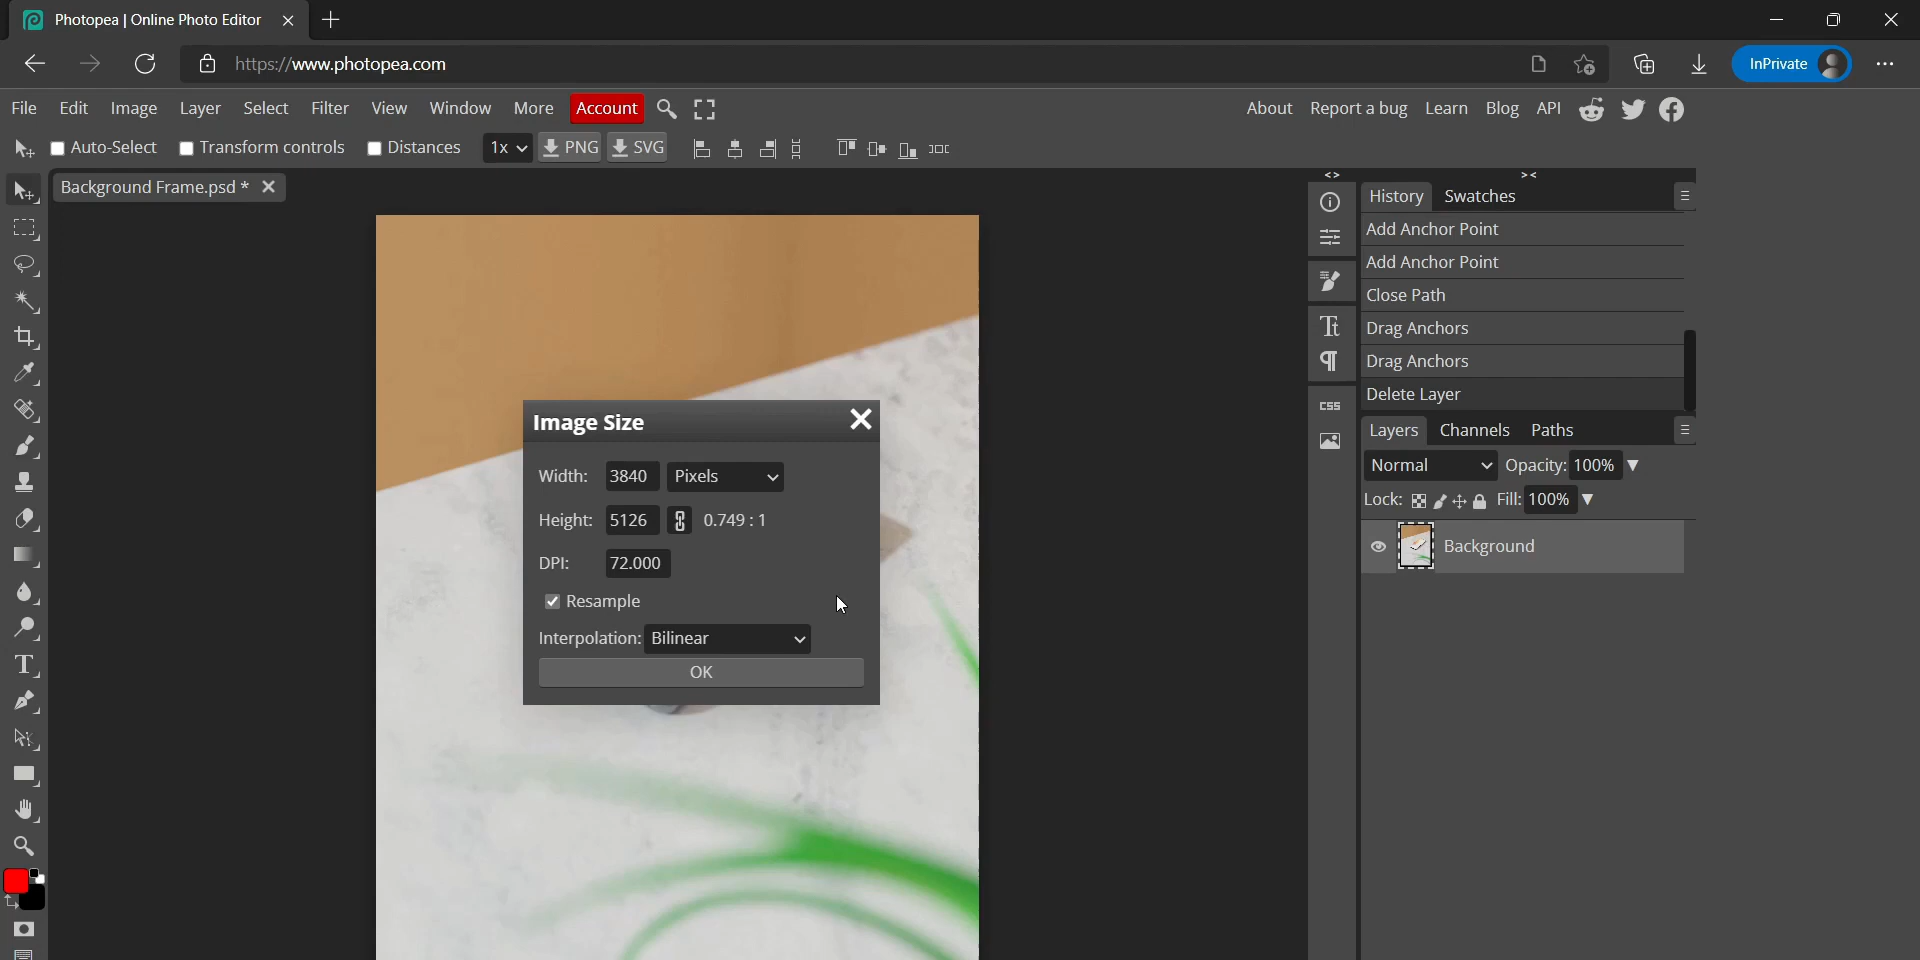 Photopea | Online Photo Editor
https://www.photopea.com
InPrivate
File Edit Image Layer Select Filter View Window More Account
About Report a bug Learn Blog API
Auto-Select Transform controls Distances 1x PNG SVG
Background Frame.psd *
History Swatches
Add Anchor Point
Add Anchor Point
Close Path
Drag Anchors
Drag Anchors
Delete Layer
CSS
Layers Channels Paths
Normal Opacity: 100%
Lock: Fill: 100%
Background
Image Size
Width: 3840 Pixels
Height: 5126 0.749 : 1
DPI: 72.000
Resample
Interpolation: Bilinear
OK